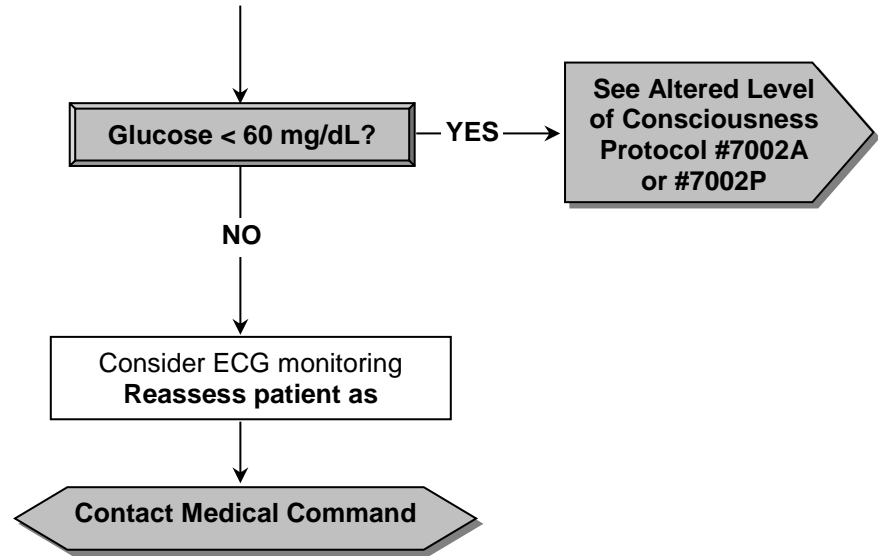 Glucose < 60 mg/dL?
YES
See Altered Level
of Consciousness
Protocol #7002A
or #7002P
NO
Consider ECG monitoring
Reassess patient as
Contact Medical Command